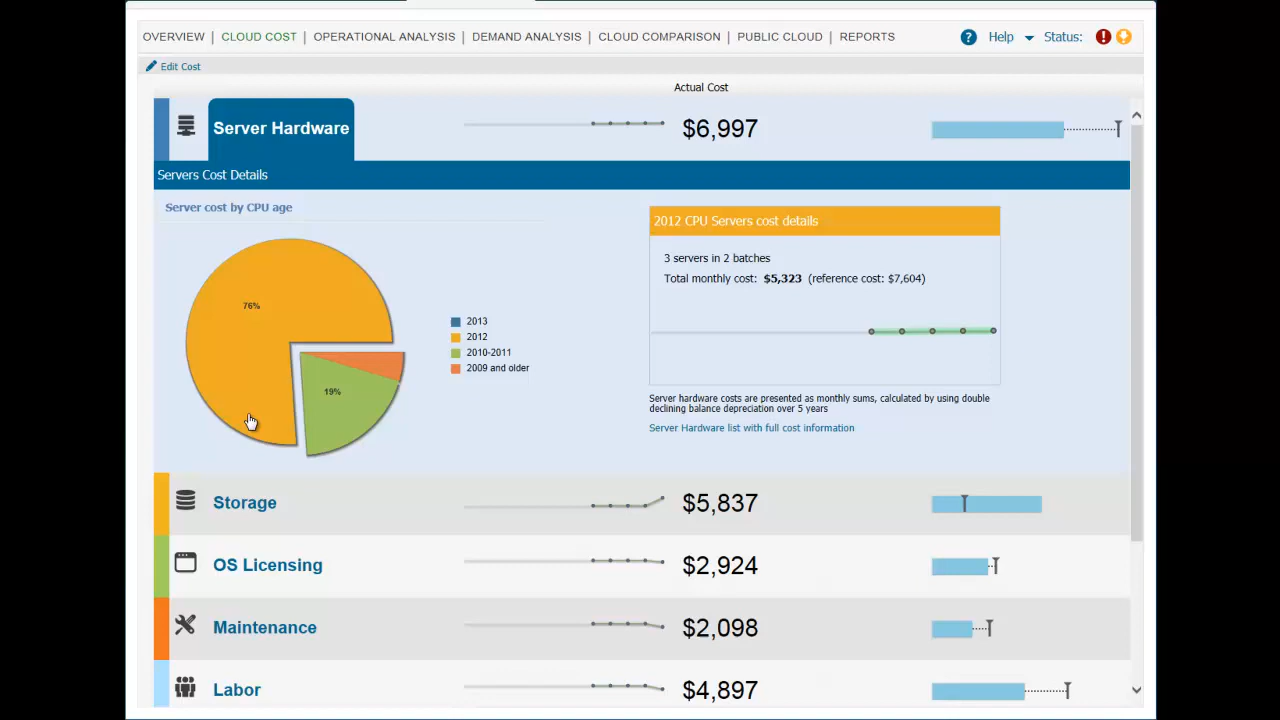 OVERVIEW | CLOUD COST | OPERATIONAL ANALYSIS | DEMAND ANALYSIS | CLOUD COMPARISON | PUBLIC CLOUD | REPORTS ? Help Status: !
Edit Cost
Actual Cost
Server Hardware $6,997
Servers Cost Details
Server cost by CPU age
76%
19%
2013
2012
2010-2011
2009 and older
2012 CPU Servers cost details
3 servers in 2 batches
Total monthly cost: $5,323 (reference cost: $7,604)
Server hardware costs are presented as monthly sums, calculated by using double
declining balance depreciation over 5 years
Server Hardware list with full cost information
Storage $5,837
OS Licensing $2,924
Maintenance $2,098
Labor $4,897